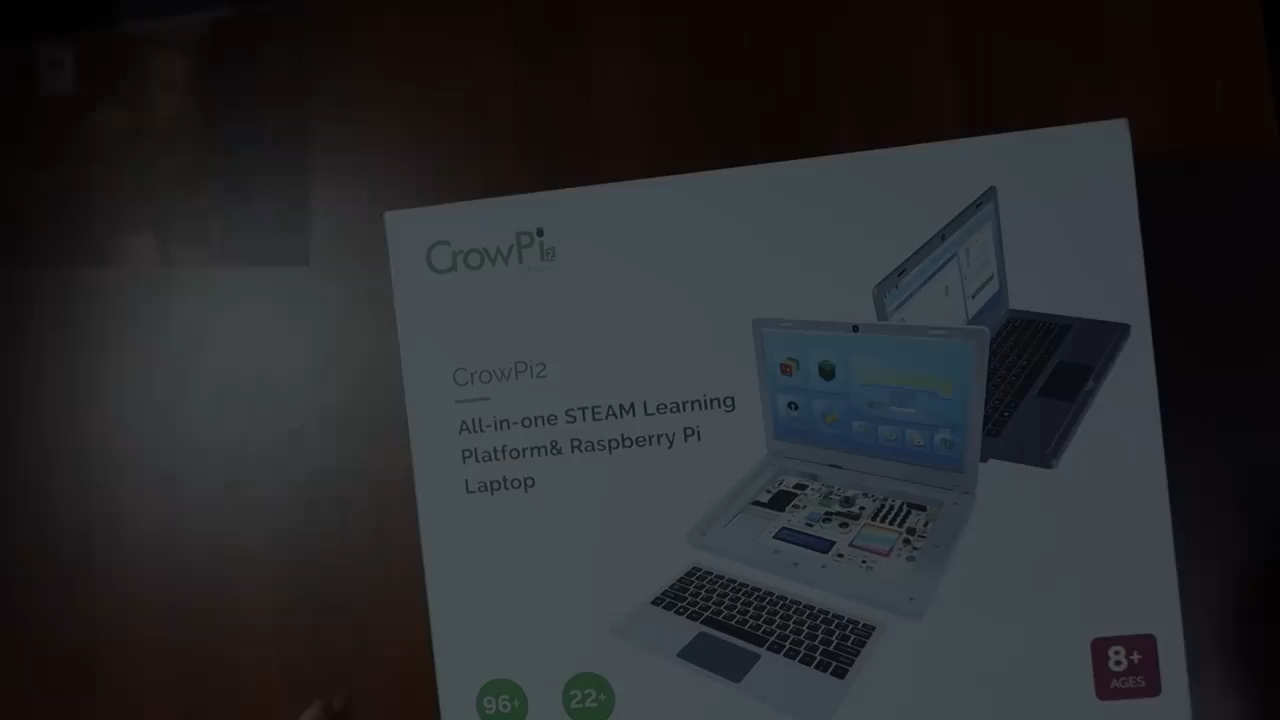 CrowPi2
CrowPi2
All-in-one STEAM Learning
Platform& Raspberry Pi
Laptop
96+
22+
8+
AGES